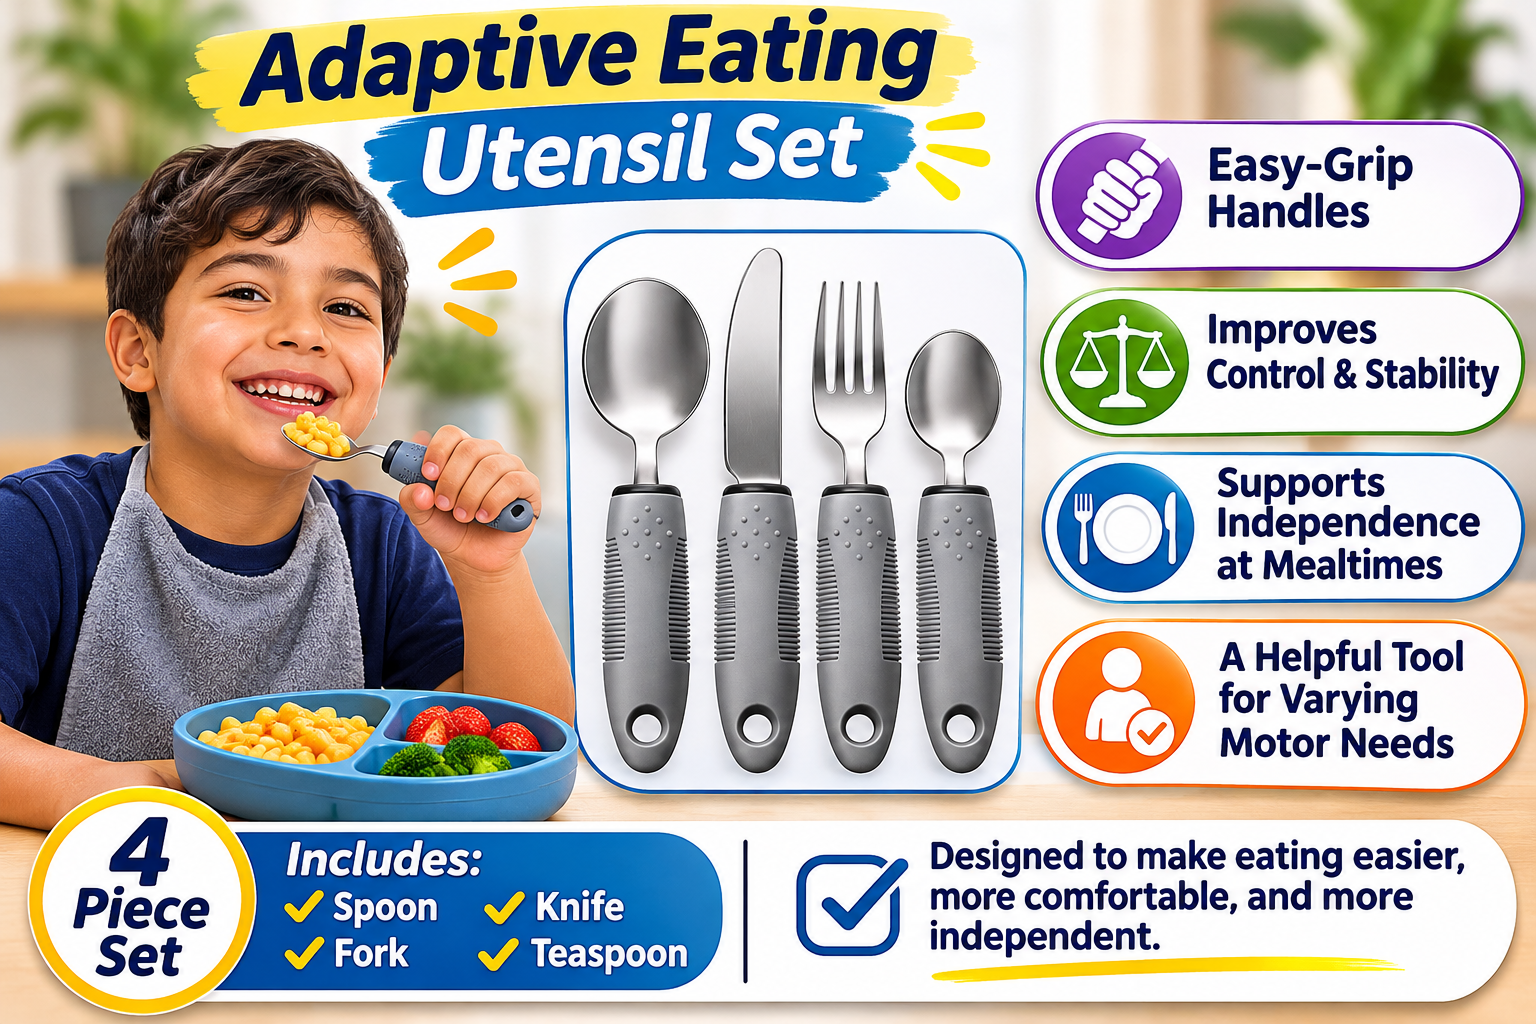 Adaptive Eating
Utensil Set
Easy-Grip
Handles
Improves
Control & Stability
Supports
Independence
at Mealtimes
A Helpful Tool
for Varying
Motor Needs
4
Piece
Set
Includes:
Spoon
Knife
Fork
Teaspoon
Designed to make eating easier,
more comfortable, and more
independent.